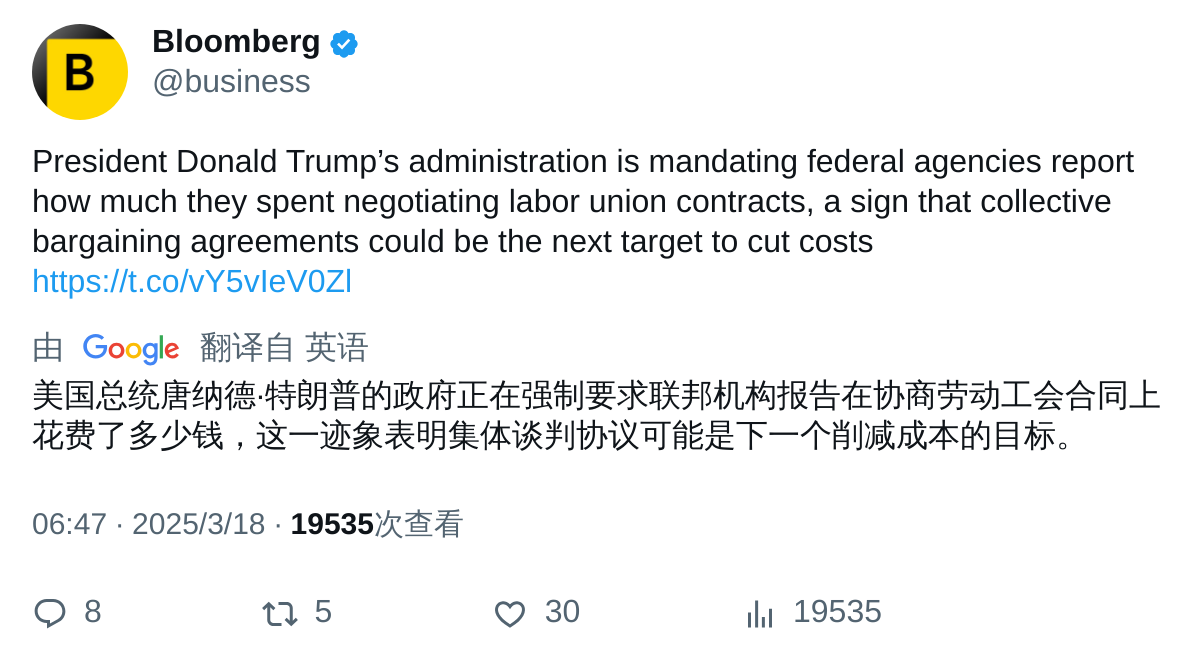 B
Bloomberg
@business
President Donald Trump’s administration is mandating federal agencies report
how much they spent negotiating labor union contracts, a sign that collective
bargaining agreements could be the next target to cut costs
https://t.co/vY5vIeV0Zl
由 Google 翻译自 英语
美国总统唐纳德·特朗普的政府正在强制要求联邦机构报告在协商劳动工会合同上
花费了多少钱，这一迹象表明集体谈判协议可能是下一个削减成本的目标。
06:47 · 2025/3/18 · 19535次查看
8 5 30 19535